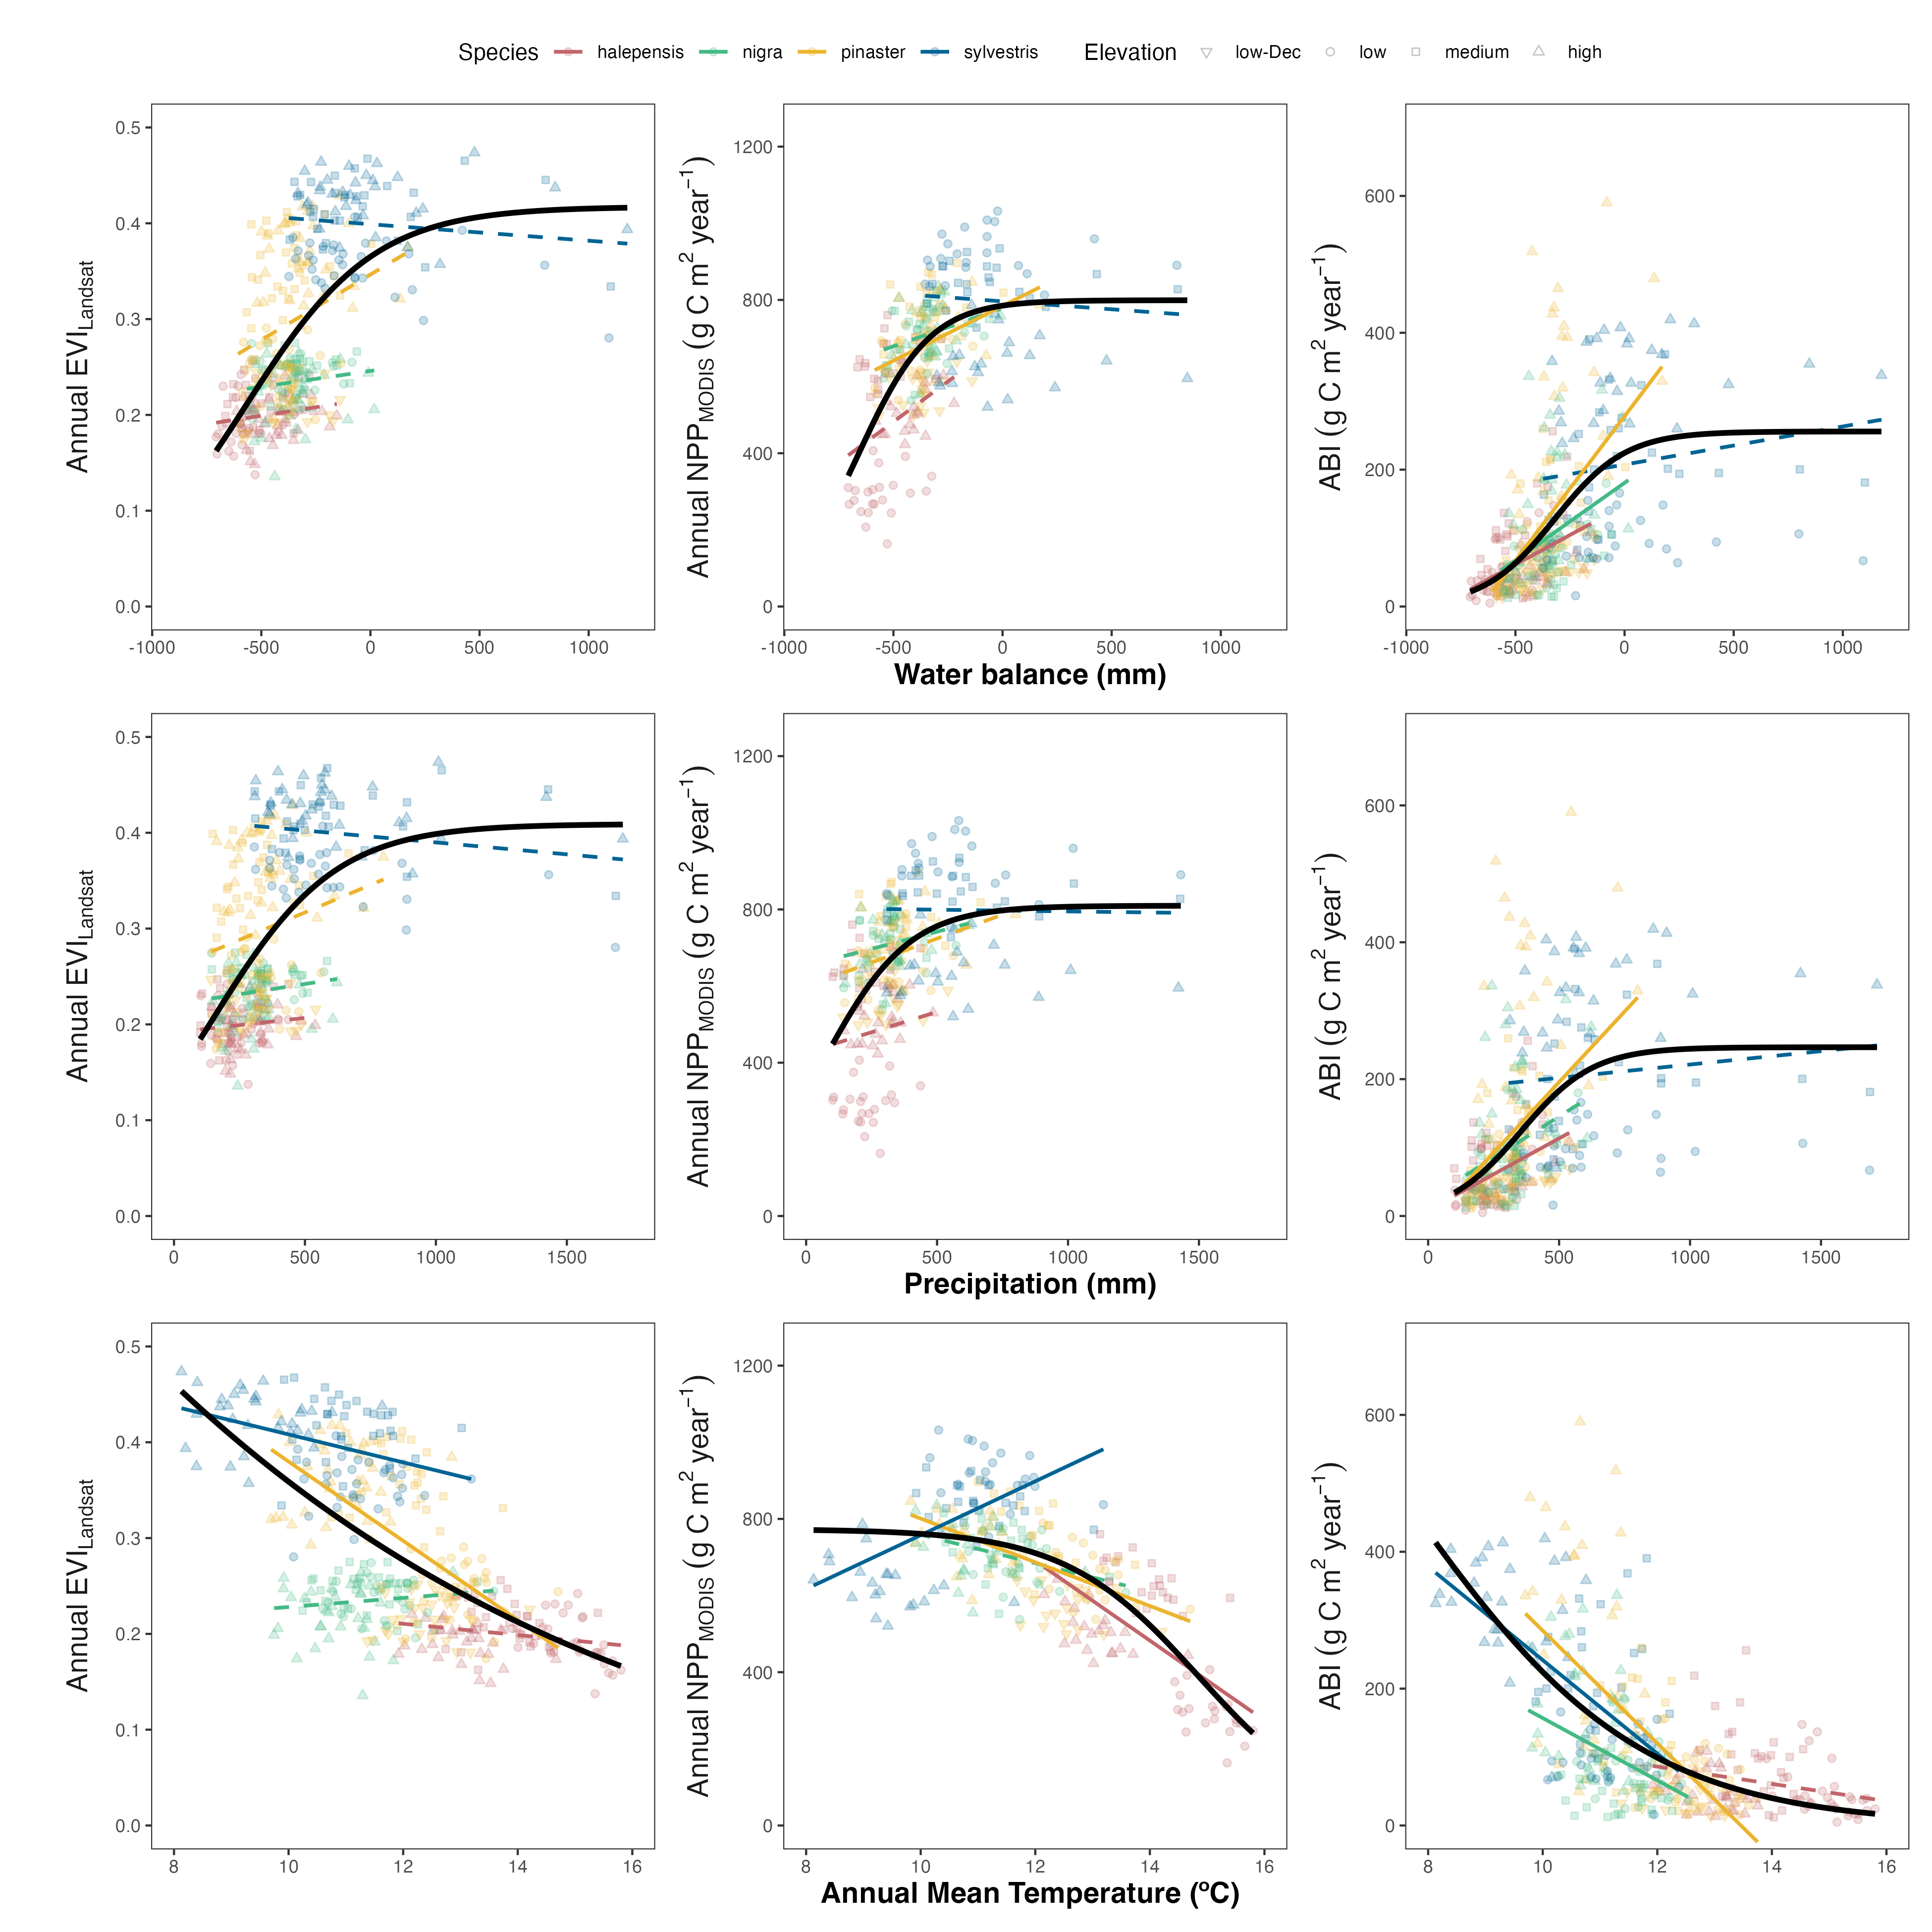 Species halepensis nigra pinaster sylvestris Elevation low-Dec low medium high
Annual EVI_Landsat
0.5
0.4
0.3
0.2
0.1
0.0
-1000 -500 0 500 1000
Annual NPP_MODIS (g C m² year⁻¹)
1200
800
400
0
-1000 -500 0 500 1000
ABI (g C m² year⁻¹)
600
400
200
0
-1000 -500 0 500 1000
Water balance (mm)
Annual EVI_Landsat
0.5
0.4
0.3
0.2
0.1
0.0
0 500 1000 1500
Annual NPP_MODIS (g C m² year⁻¹)
1200
800
400
0
0 500 1000 1500
ABI (g C m² year⁻¹)
600
400
200
0
0 500 1000 1500
Precipitation (mm)
Annual EVI_Landsat
0.5
0.4
0.3
0.2
0.1
0.0
8 10 12 14 16
Annual NPP_MODIS (g C m² year⁻¹)
1200
800
400
0
8 10 12 14 16
ABI (g C m² year⁻¹)
600
400
200
0
8 10 12 14 16
Annual Mean Temperature (ºC)